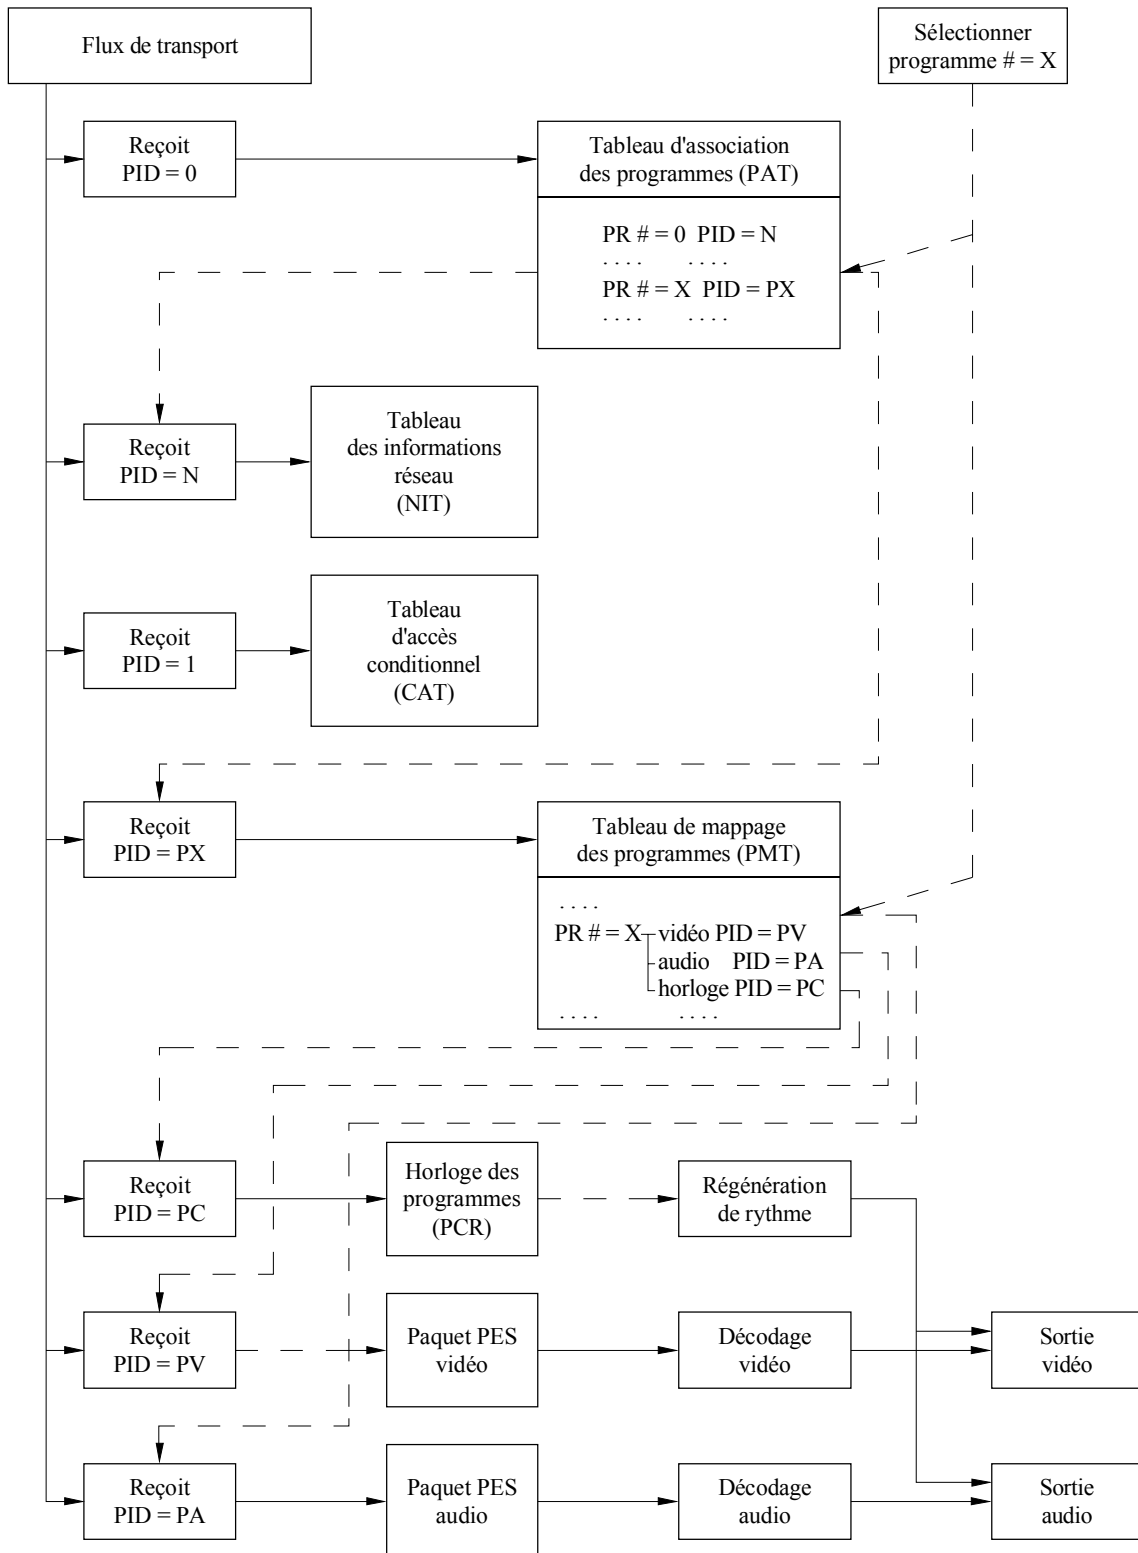 Flux de transport
Sélectionner
programme # = X
Reçoit
PID = 0
Tableau d'association
des programmes (PAT)
PR # = 0 PID = N
. . . . . . . .
PR # = X PID = PX
. . . . . . . .
Reçoit
PID = N
Tableau
des informations
réseau
(NIT)
Reçoit
PID = 1
Tableau
d'accès
conditionnel
(CAT)
Reçoit
PID = PX
Tableau de mappage
des programmes (PMT)
. . . .
PR # = X vidéo PID = PV
audio PID = PA
horloge PID = PC
. . . . . . . .
Reçoit
PID = PC
Horloge des
programmes
(PCR)
Régénération
de rythme
Reçoit
PID = PV
Paquet PES
vidéo
Décodage
vidéo
Sortie
vidéo
Reçoit
PID = PA
Paquet PES
audio
Décodage
audio
Sortie
audio